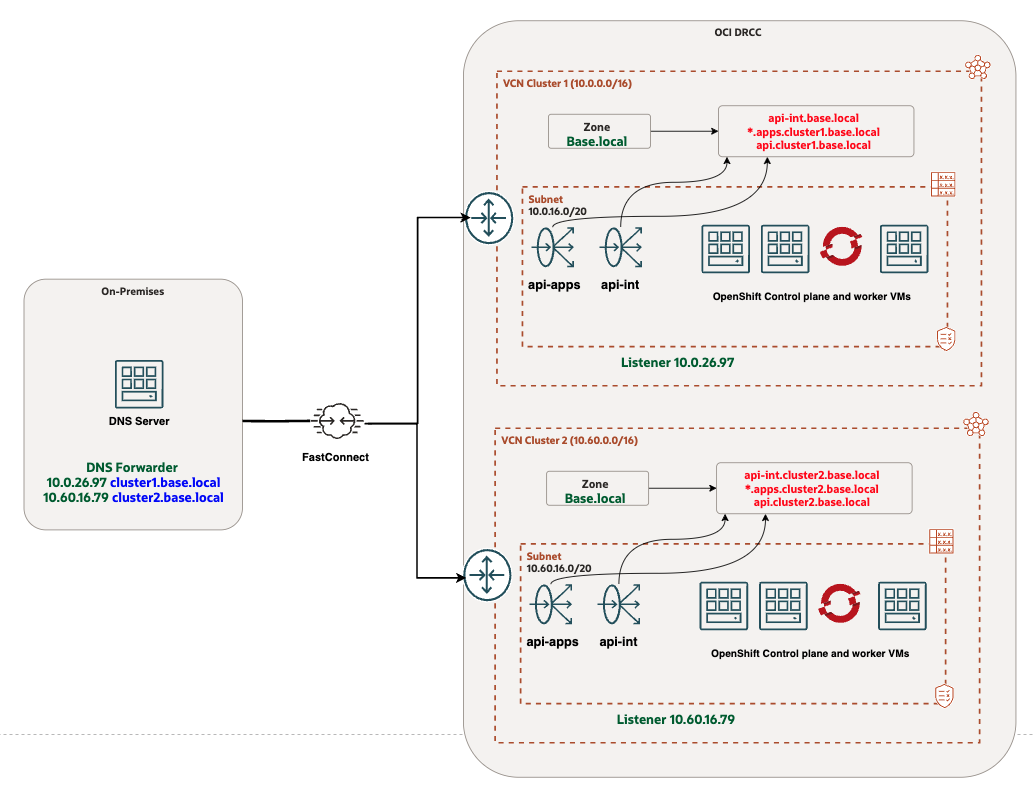 OCI DRCC
VCN Cluster 1 (10.0.0.0/16)
Zone
Base.local
api-int.base.local
*.apps.cluster1.base.local
api.cluster1.base.local
Subnet
10.0.16.0/20
api-apps
api-int
OpenShift Control plane and worker VMs
Listener 10.0.26.97
On-Premises
DNS Server
DNS Forwarder
10.0.26.97 cluster1.base.local
10.60.16.79 cluster2.base.local
FastConnect
VCN Cluster 2 (10.60.0.0/16)
Zone
Base.local
api-int.cluster2.base.local
*.apps.cluster2.base.local
api.cluster2.base.local
Subnet
10.60.16.0/20
api-apps
api-int
OpenShift Control plane and worker VMs
Listener 10.60.16.79